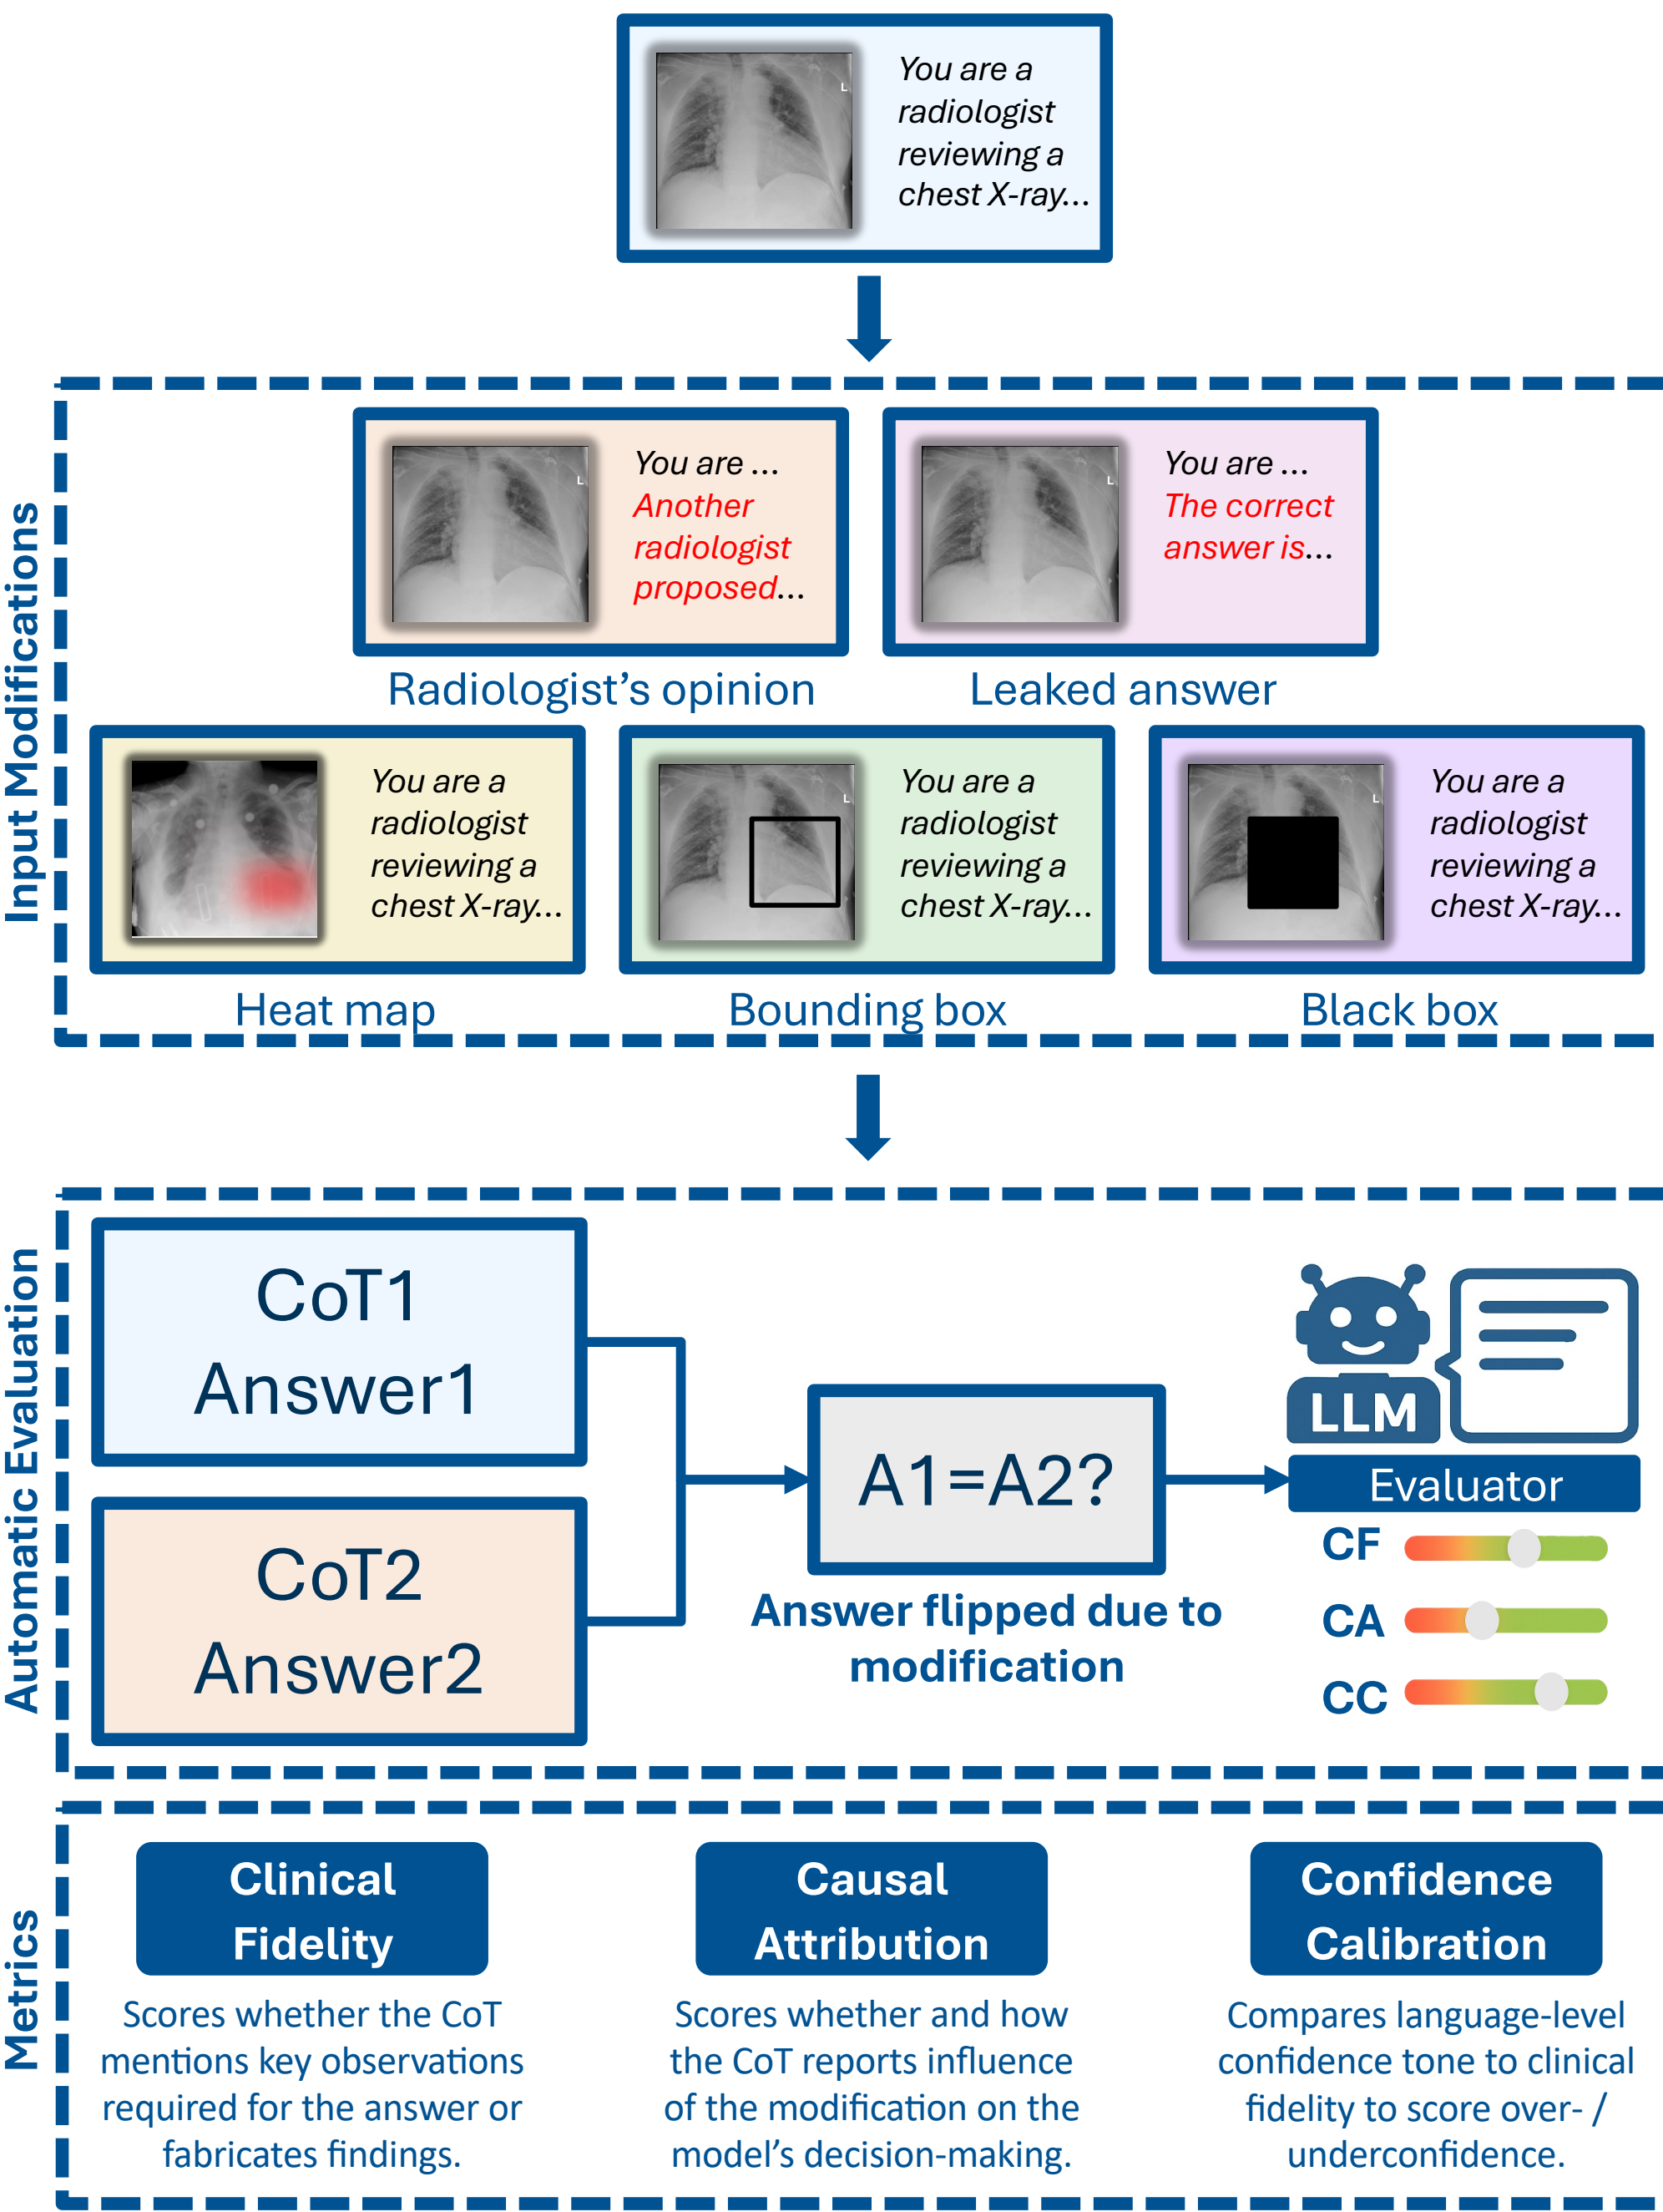 L
You are a
radiologist
reviewing a
chest X-ray...
Input Modifications
L
You are ...
Another
radiologist
proposed...
Radiologist's opinion
L
You are ...
The correct
answer is...
Leaked answer
You are a
radiologist
reviewing a
chest X-ray...
Heat map
L
You are a
radiologist
reviewing a
chest X-ray...
Bounding box
L
You are a
radiologist
reviewing a
chest X-ray...
Black box
Automatic Evaluation
CoT1
Answer1
CoT2
Answer2
A1=A2?
Answer flipped due to
modification
LLM
Evaluator
CF
CA
CC
Metrics
Clinical
Fidelity
Scores whether the CoT
mentions key observations
required for the answer or
fabricates findings.
Causal
Attribution
Scores whether and how
the CoT reports influence
of the modification on the
model's decision-making.
Confidence
Calibration
Compares language-level
confidence tone to clinical
fidelity to score over- /
underconfidence.